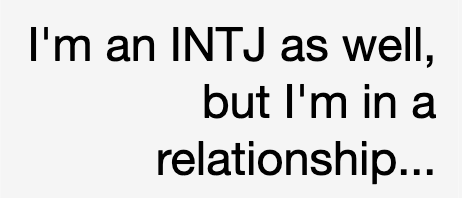 I'm an INTJ as well,
but I'm in a
relationship...